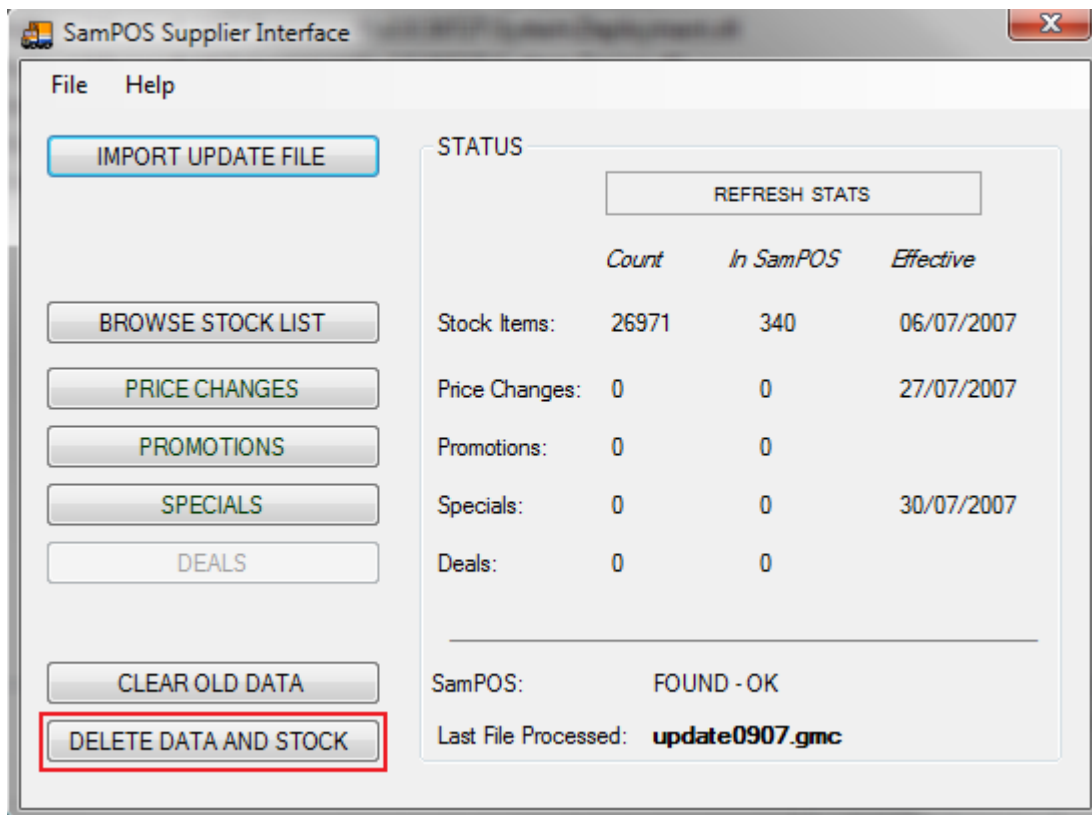 SamPOS Supplier Interface
File Help
IMPORT UPDATE FILE
STATUS
REFRESH STATS
Count In SamPOS Effective
BROWSE STOCK LIST
Stock Items: 26971 340 06/07/2007
PRICE CHANGES
Price Changes: 0 0 27/07/2007
PROMOTIONS
Promotions: 0 0
SPECIALS
Specials: 0 0 30/07/2007
DEALS
Deals: 0 0
CLEAR OLD DATA
SamPOS: FOUND - OK
DELETE DATA AND STOCK
Last File Processed: update0907.gmc